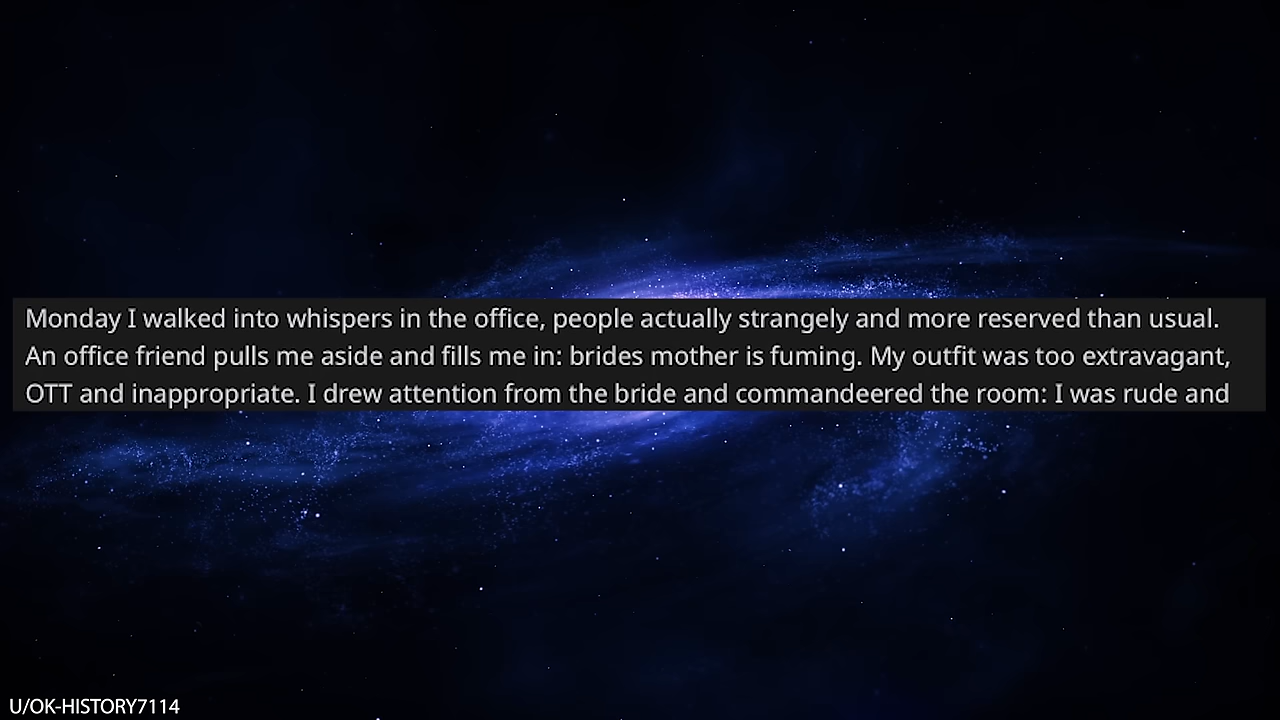 Monday I walked into whispers in the office, people actually strangely and more reserved than usual.
An office friend pulls me aside and fills me in: brides mother is fuming. My outfit was too extravagant,
OTT and inappropriate. I drew attention from the bride and commandeered the room: I was rude and
U/OK-HISTORY7114